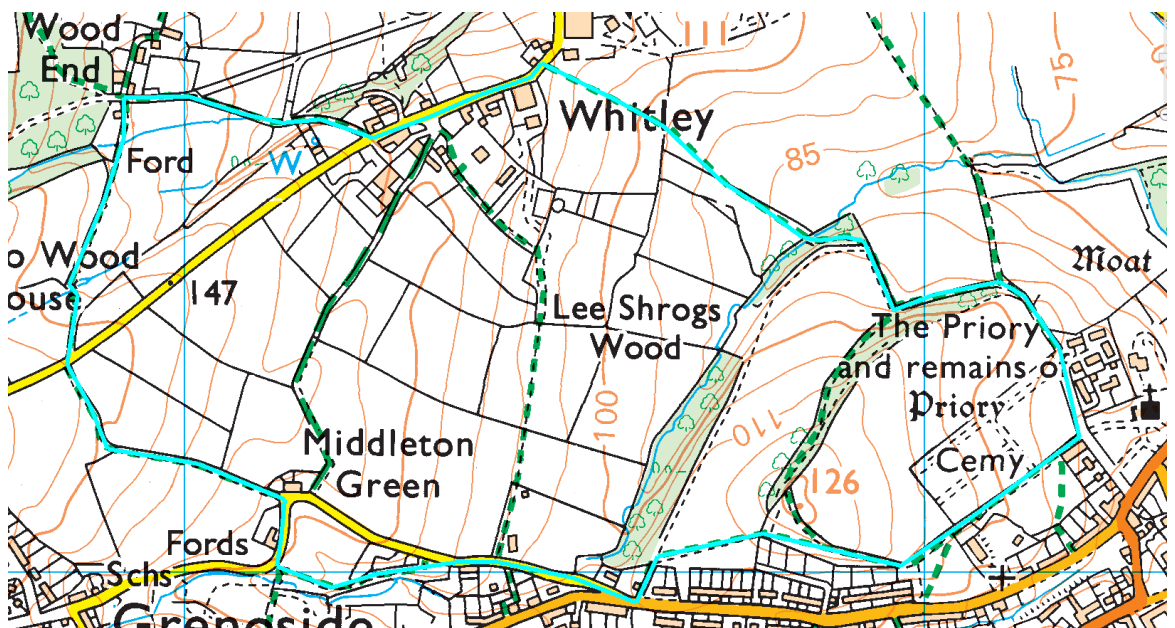 Wood
End
111
75
Whitley
Ford
W
85
o Wood
ouse
147
Moat
Lee Shrogs
Wood
The Priory
and remains of
Priory
100
110
Middleton
Green
Cemy
126
Fords
Schs
Grenoside